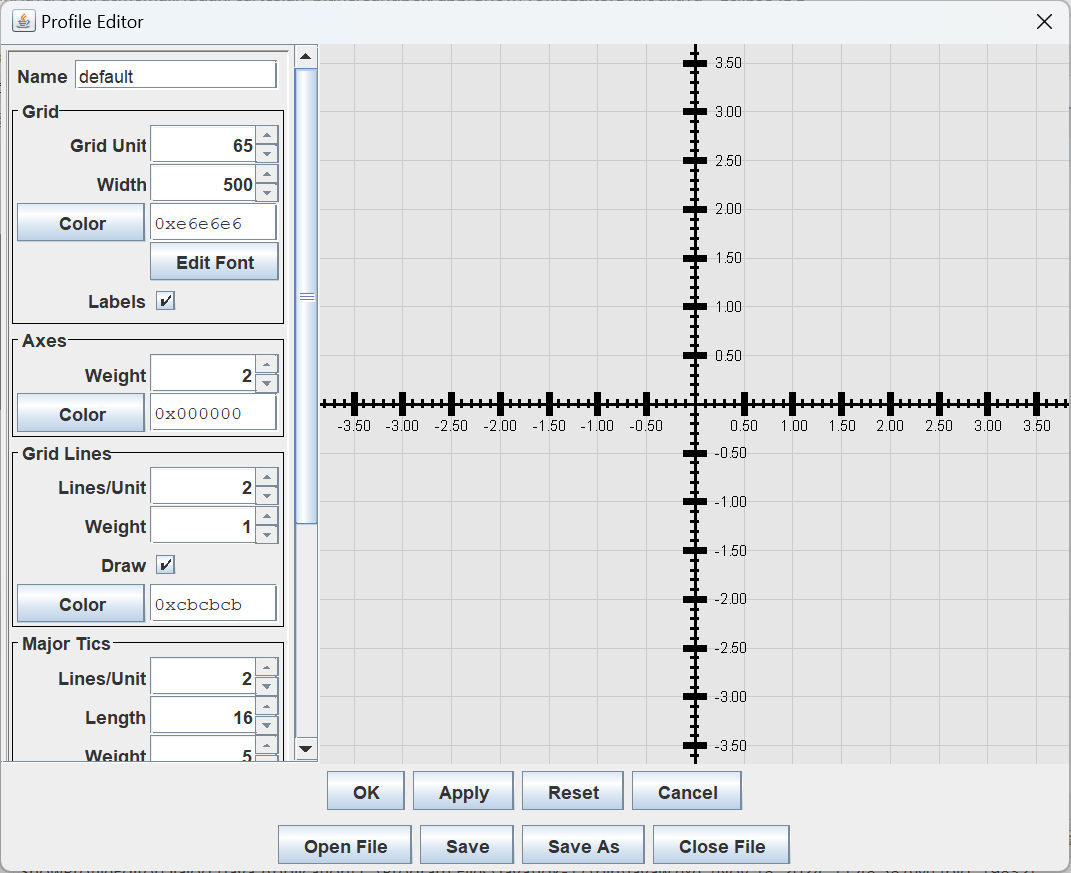 Profile Editor
Name default
Grid
Grid Unit 65
Width 500
Color 0xe6e6e6
Edit Font
Labels
Axes
Weight 2
Color 0x000000
Grid Lines
Lines/Unit 2
Weight 1
Draw
Color 0xcbcbcb
Major Tics
Lines/Unit 2
Length 16
Weight 5
3.50
3.00
2.50
2.00
1.50
1.00
0.50
-3.50 -3.00 -2.50 -2.00 -1.50 -1.00 -0.50 0.50 1.00 1.50 2.00 2.50 3.00 3.50
-0.50
-1.00
-1.50
-2.00
-2.50
-3.00
-3.50
OK Apply Reset Cancel
Open File Save Save As Close File